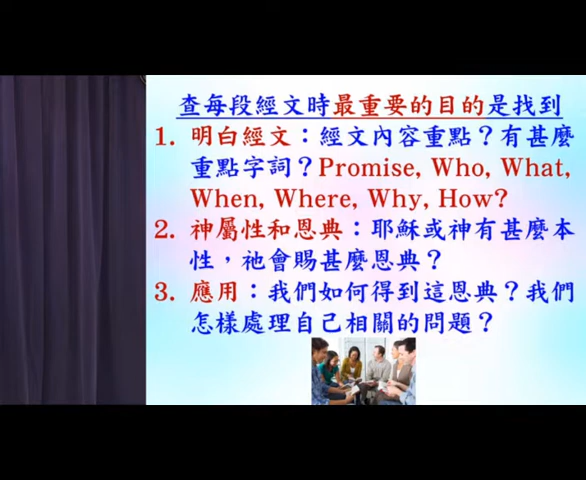 查每段經文時最重要的目的是找到
1. 明白經文：經文內容重點？有甚麼
重點字詞？Promise, Who, What,
When, Where, Why, How?
2. 神屬性和恩典：耶穌或神有甚麼本
性，祂會賜甚麼恩典？
3. 應用：我們如何得到這恩典？我們
怎樣處理自己相關的問題？